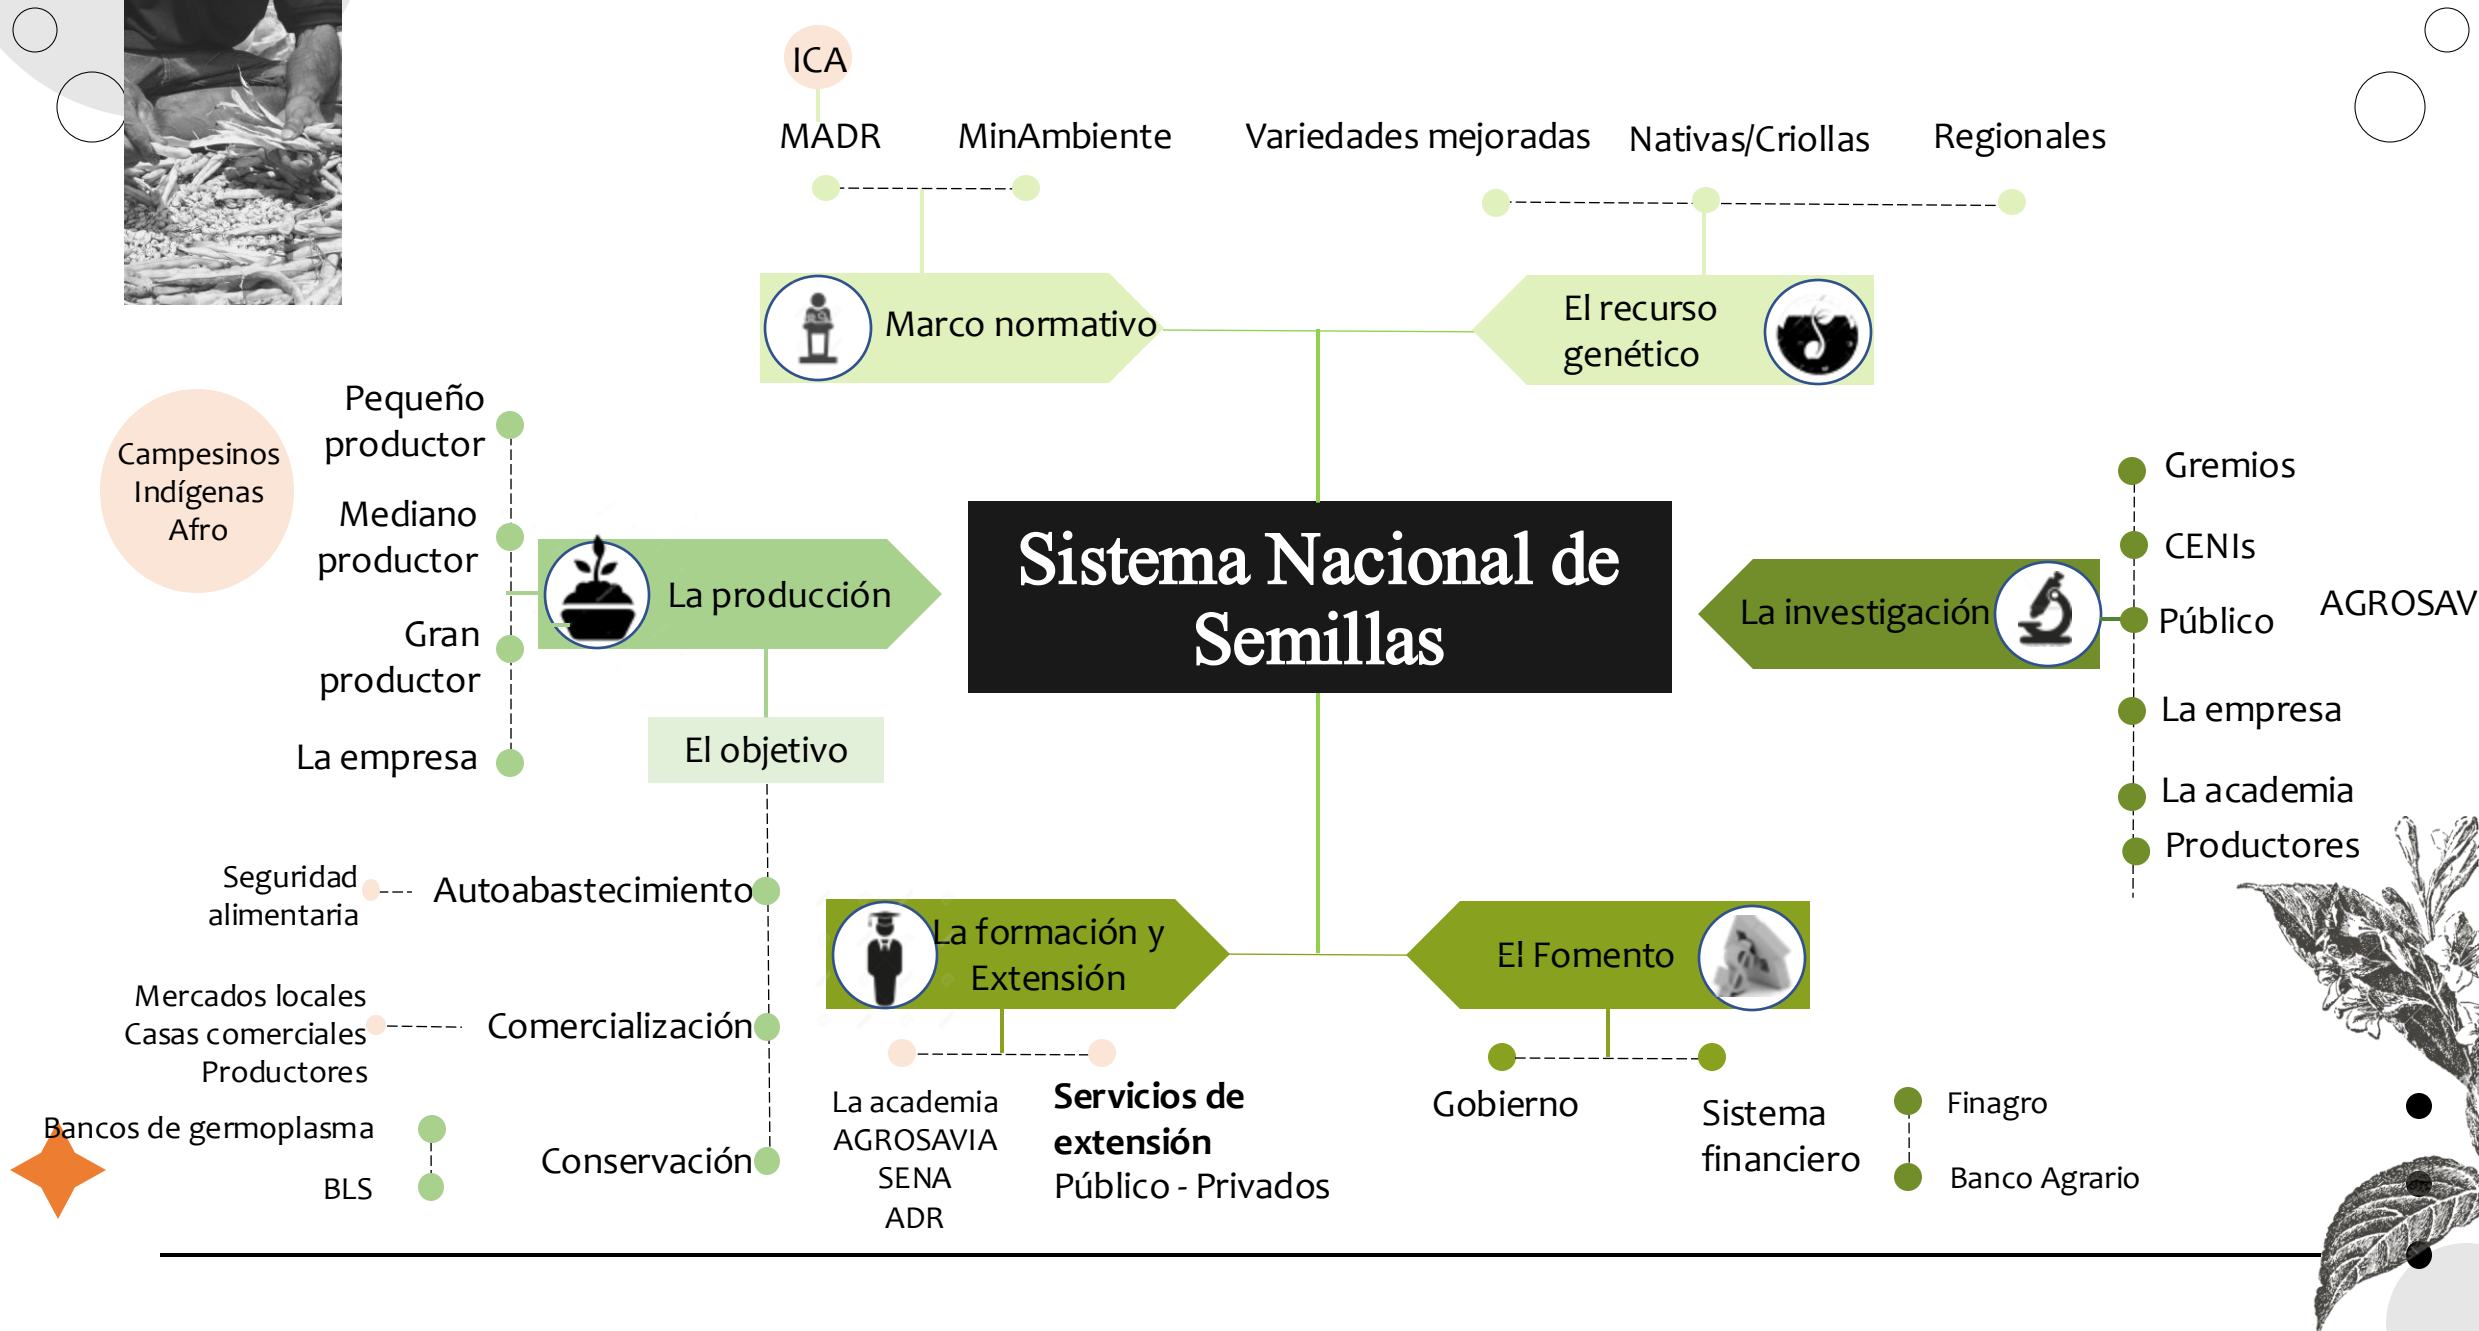 ICA
MADR
MinAmbiente
Variedades mejoradas
Nativas/Criollas
Regionales
Marco normativo
El recurso
genético
Pequeño
productor
Campesinos
Indígenas
Afro
Mediano
productor
Gran
productor
La empresa
La producción
El objetivo
Sistema Nacional de
Semillas
La investigación
Gremios
CENIs
Público
AGROSAV
La empresa
La academia
Productores
Seguridad
alimentaria
Autoabastecimiento
Mercados locales
Casas comerciales
Productores
Comercialización
Bancos de germoplasma
BLS
Conservación
La formación y
Extensión
La academia
AGROSAVIA
SENA
ADR
Servicios de
extensión
Público - Privados
El Fomento
Gobierno
Sistema
financiero
Finagro
Banco Agrario